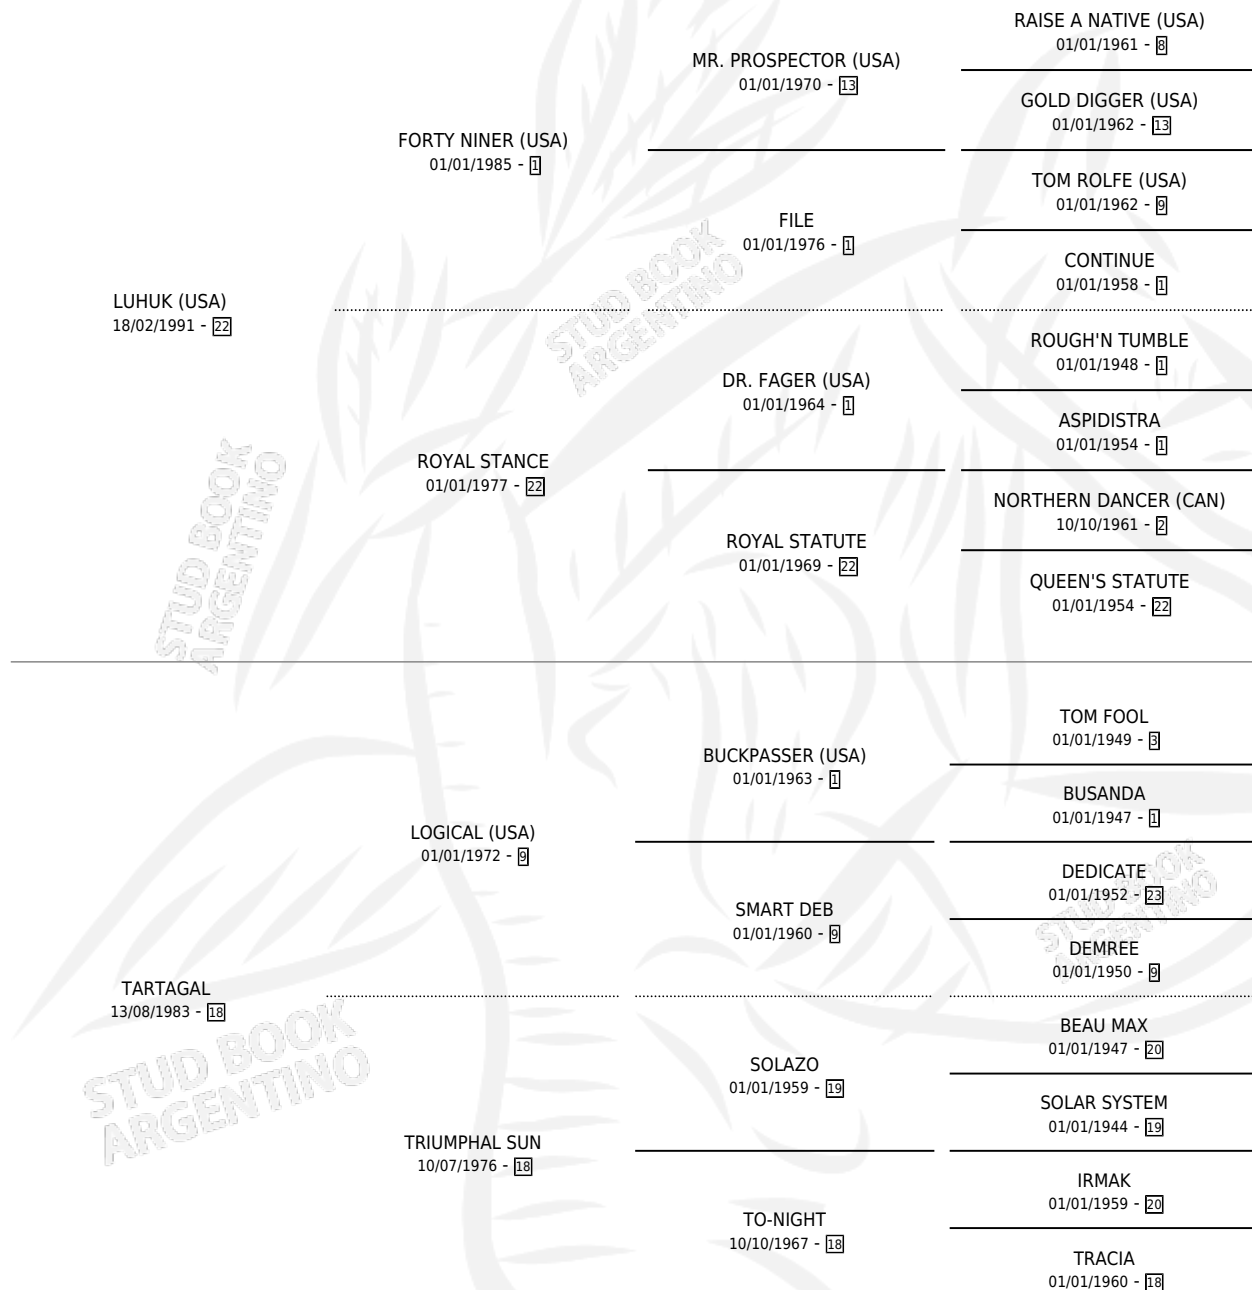 RAISE A NATIVE (USA)
01/01/1961 - 8
MR. PROSPECTOR (USA)
01/01/1970 - 13
GOLD DIGGER (USA)
01/01/1962 - 13
FORTY NINER (USA)
01/01/1985 - 1
TOM ROLFE (USA)
01/01/1962 - 9
FILE
01/01/1976 - 1
CONTINUE
01/01/1958 - 1
LUHUK (USA)
18/02/1991 - 22
ROUGH'N TUMBLE
01/01/1948 - 1
DR. FAGER (USA)
01/01/1964 - 1
ASPIDISTRA
01/01/1954 - 1
ROYAL STANCE
01/01/1977 - 22
NORTHERN DANCER (CAN)
10/10/1961 - 2
ROYAL STATUTE
01/01/1969 - 22
QUEEN'S STATUTE
01/01/1954 - 22
TOM FOOL
01/01/1949 - 3
BUCKPASSER (USA)
01/01/1963 - 1
BUSANDA
01/01/1947 - 1
LOGICAL (USA)
01/01/1972 - 9
DEDICATE
01/01/1952 - 23
SMART DEB
01/01/1960 - 9
DEMREE
01/01/1950 - 9
TARTAGAL
13/08/1983 - 18
BEAU MAX
01/01/1947 - 20
SOLAZO
01/01/1959 - 19
SOLAR SYSTEM
01/01/1944 - 19
TRIUMPHAL SUN
10/07/1976 - 18
IRMAK
01/01/1959 - 20
TO-NIGHT
10/10/1967 - 18
TRACIA
01/01/1960 - 18
STUD BOOK
ARGENTINO
STUD BOOK
ARGENTINO
STUD BOOK
ARGENTINO
STUD BOOK
ARGENTINO